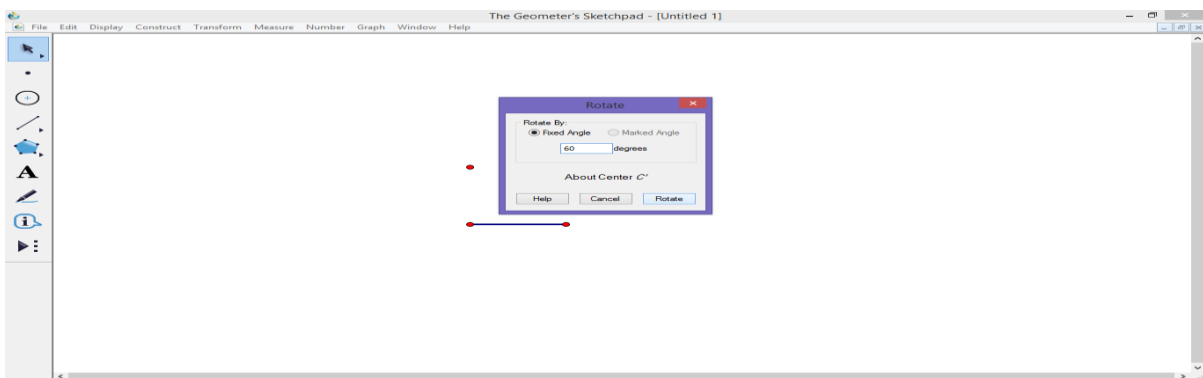 The Geometer's Sketchpad - [Untitled 1]
File Edit Display Construct Transform Measure Number Graph Window Help
A
i
Rotate
Rotate By:
Fixed Angle Marked Angle
60 degrees
About Center C'
Help Cancel Rotate